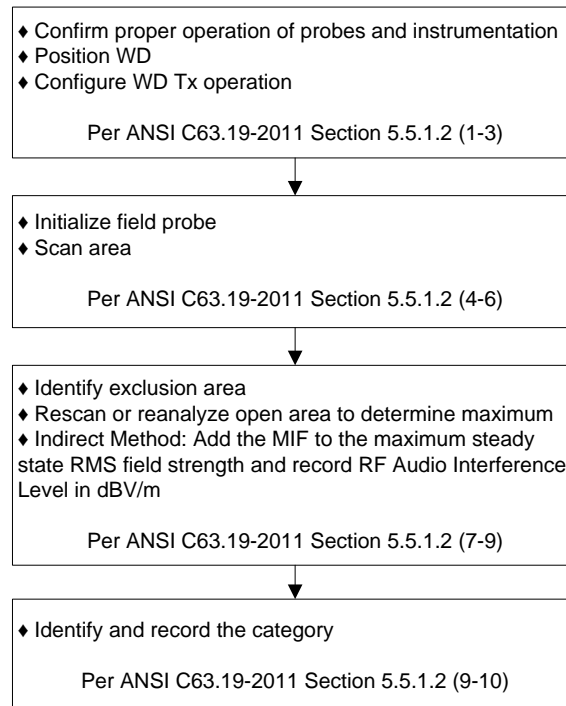 ♦ Confirm proper operation of probes and instrumentation
♦ Position WD
♦ Configure WD Tx operation
Per ANSI C63.19-2011 Section 5.5.1.2 (1-3)
♦ Initialize field probe
♦ Scan area
Per ANSI C63.19-2011 Section 5.5.1.2 (4-6)
♦ Identify exclusion area
♦ Rescan or reanalyze open area to determine maximum
♦ Indirect Method: Add the MIF to the maximum steady
state RMS field strength and record RF Audio Interference
Level in dBV/m
Per ANSI C63.19-2011 Section 5.5.1.2 (7-9)
♦ Identify and record the category
Per ANSI C63.19-2011 Section 5.5.1.2 (9-10)